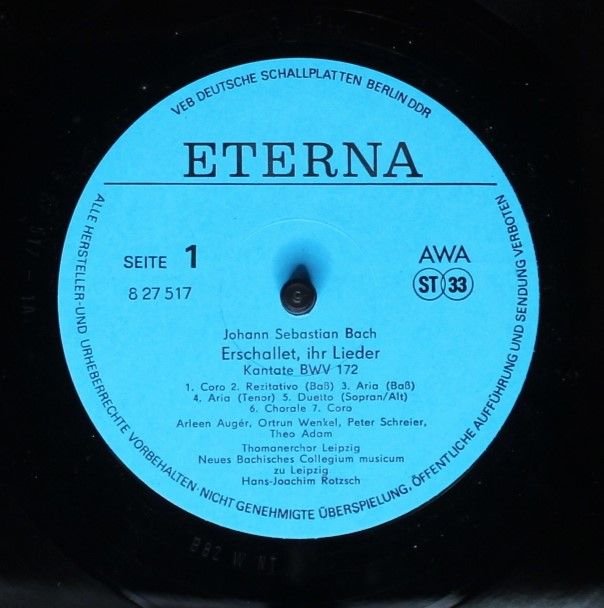 VEB DEUTSCHE SCHALLPLATTEN BERLIN DDR
ETERNA
SEITE 1
8 27 517
AWA
ST 33
Johann Sebastian Bach
Erschallet, ihr Lieder
Kantate BWV 172
1. Coro 2. Rezitativo (Baß) 3. Aria (Baß)
4. Aria (Tenor) 5. Duetto (Sopran/Alt)
6. Chorale 7. Coro
Arleen Augér, Ortrun Wenkel, Peter Schreier,
Theo Adam
Thomanerchor Leipzig
Neues Bachisches Collegium musicum
zu Leipzig
Hans-Joachim Rotzsch
ALLE HERSTELLER-UND URHEBERRECHTE VORBEHALTEN·NICHT GENEHMIGTE ÜBERSPIELUNG, ÖFFENTLICHE AUFFÜHRUNG UND SENDUNG VERBOTEN